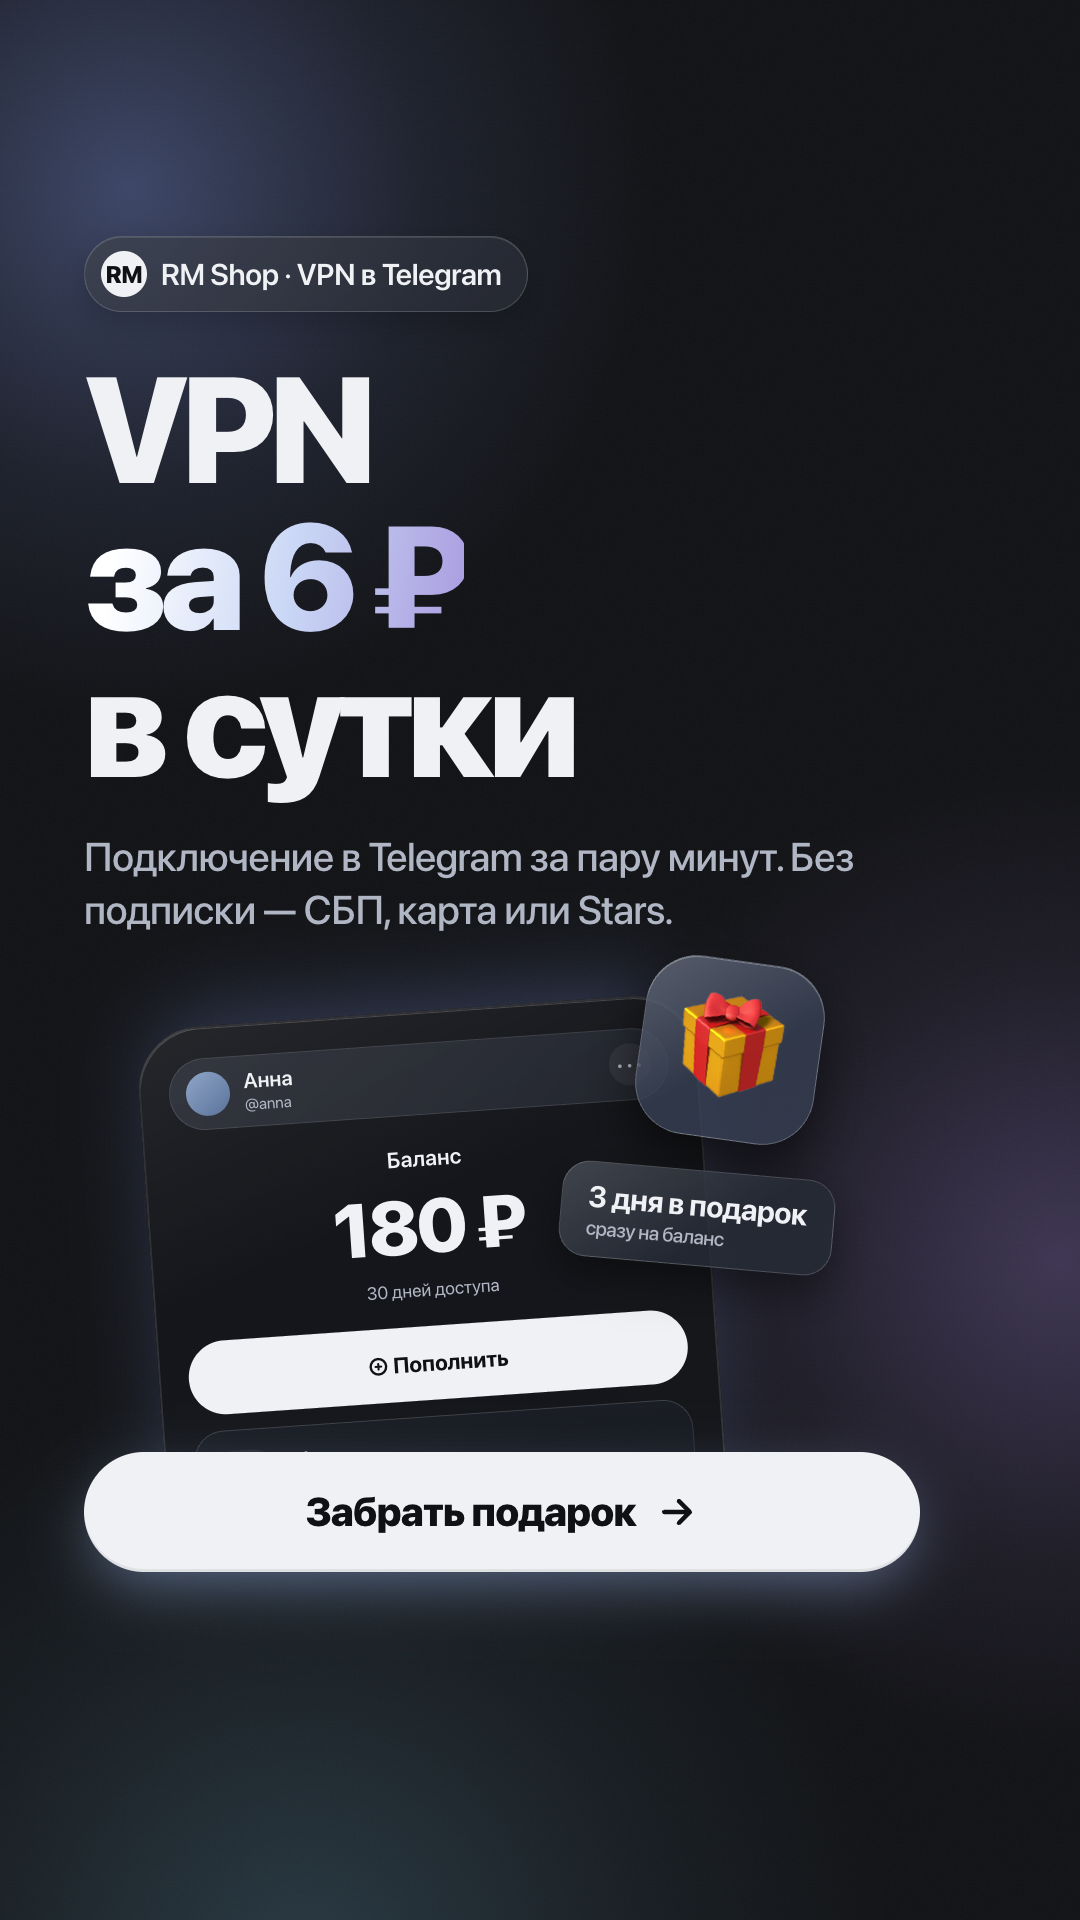 RM RM Shop · VPN в Telegram
VPN
за 6 ₽
в сутки
Подключение в Telegram за пару минут. Без
подписки — СБП, карта или Stars.
Анна
@anna
Баланс
180 ₽
30 дней доступа
3 дня в подарок
сразу на баланс
Пополнить
Забрать подарок →